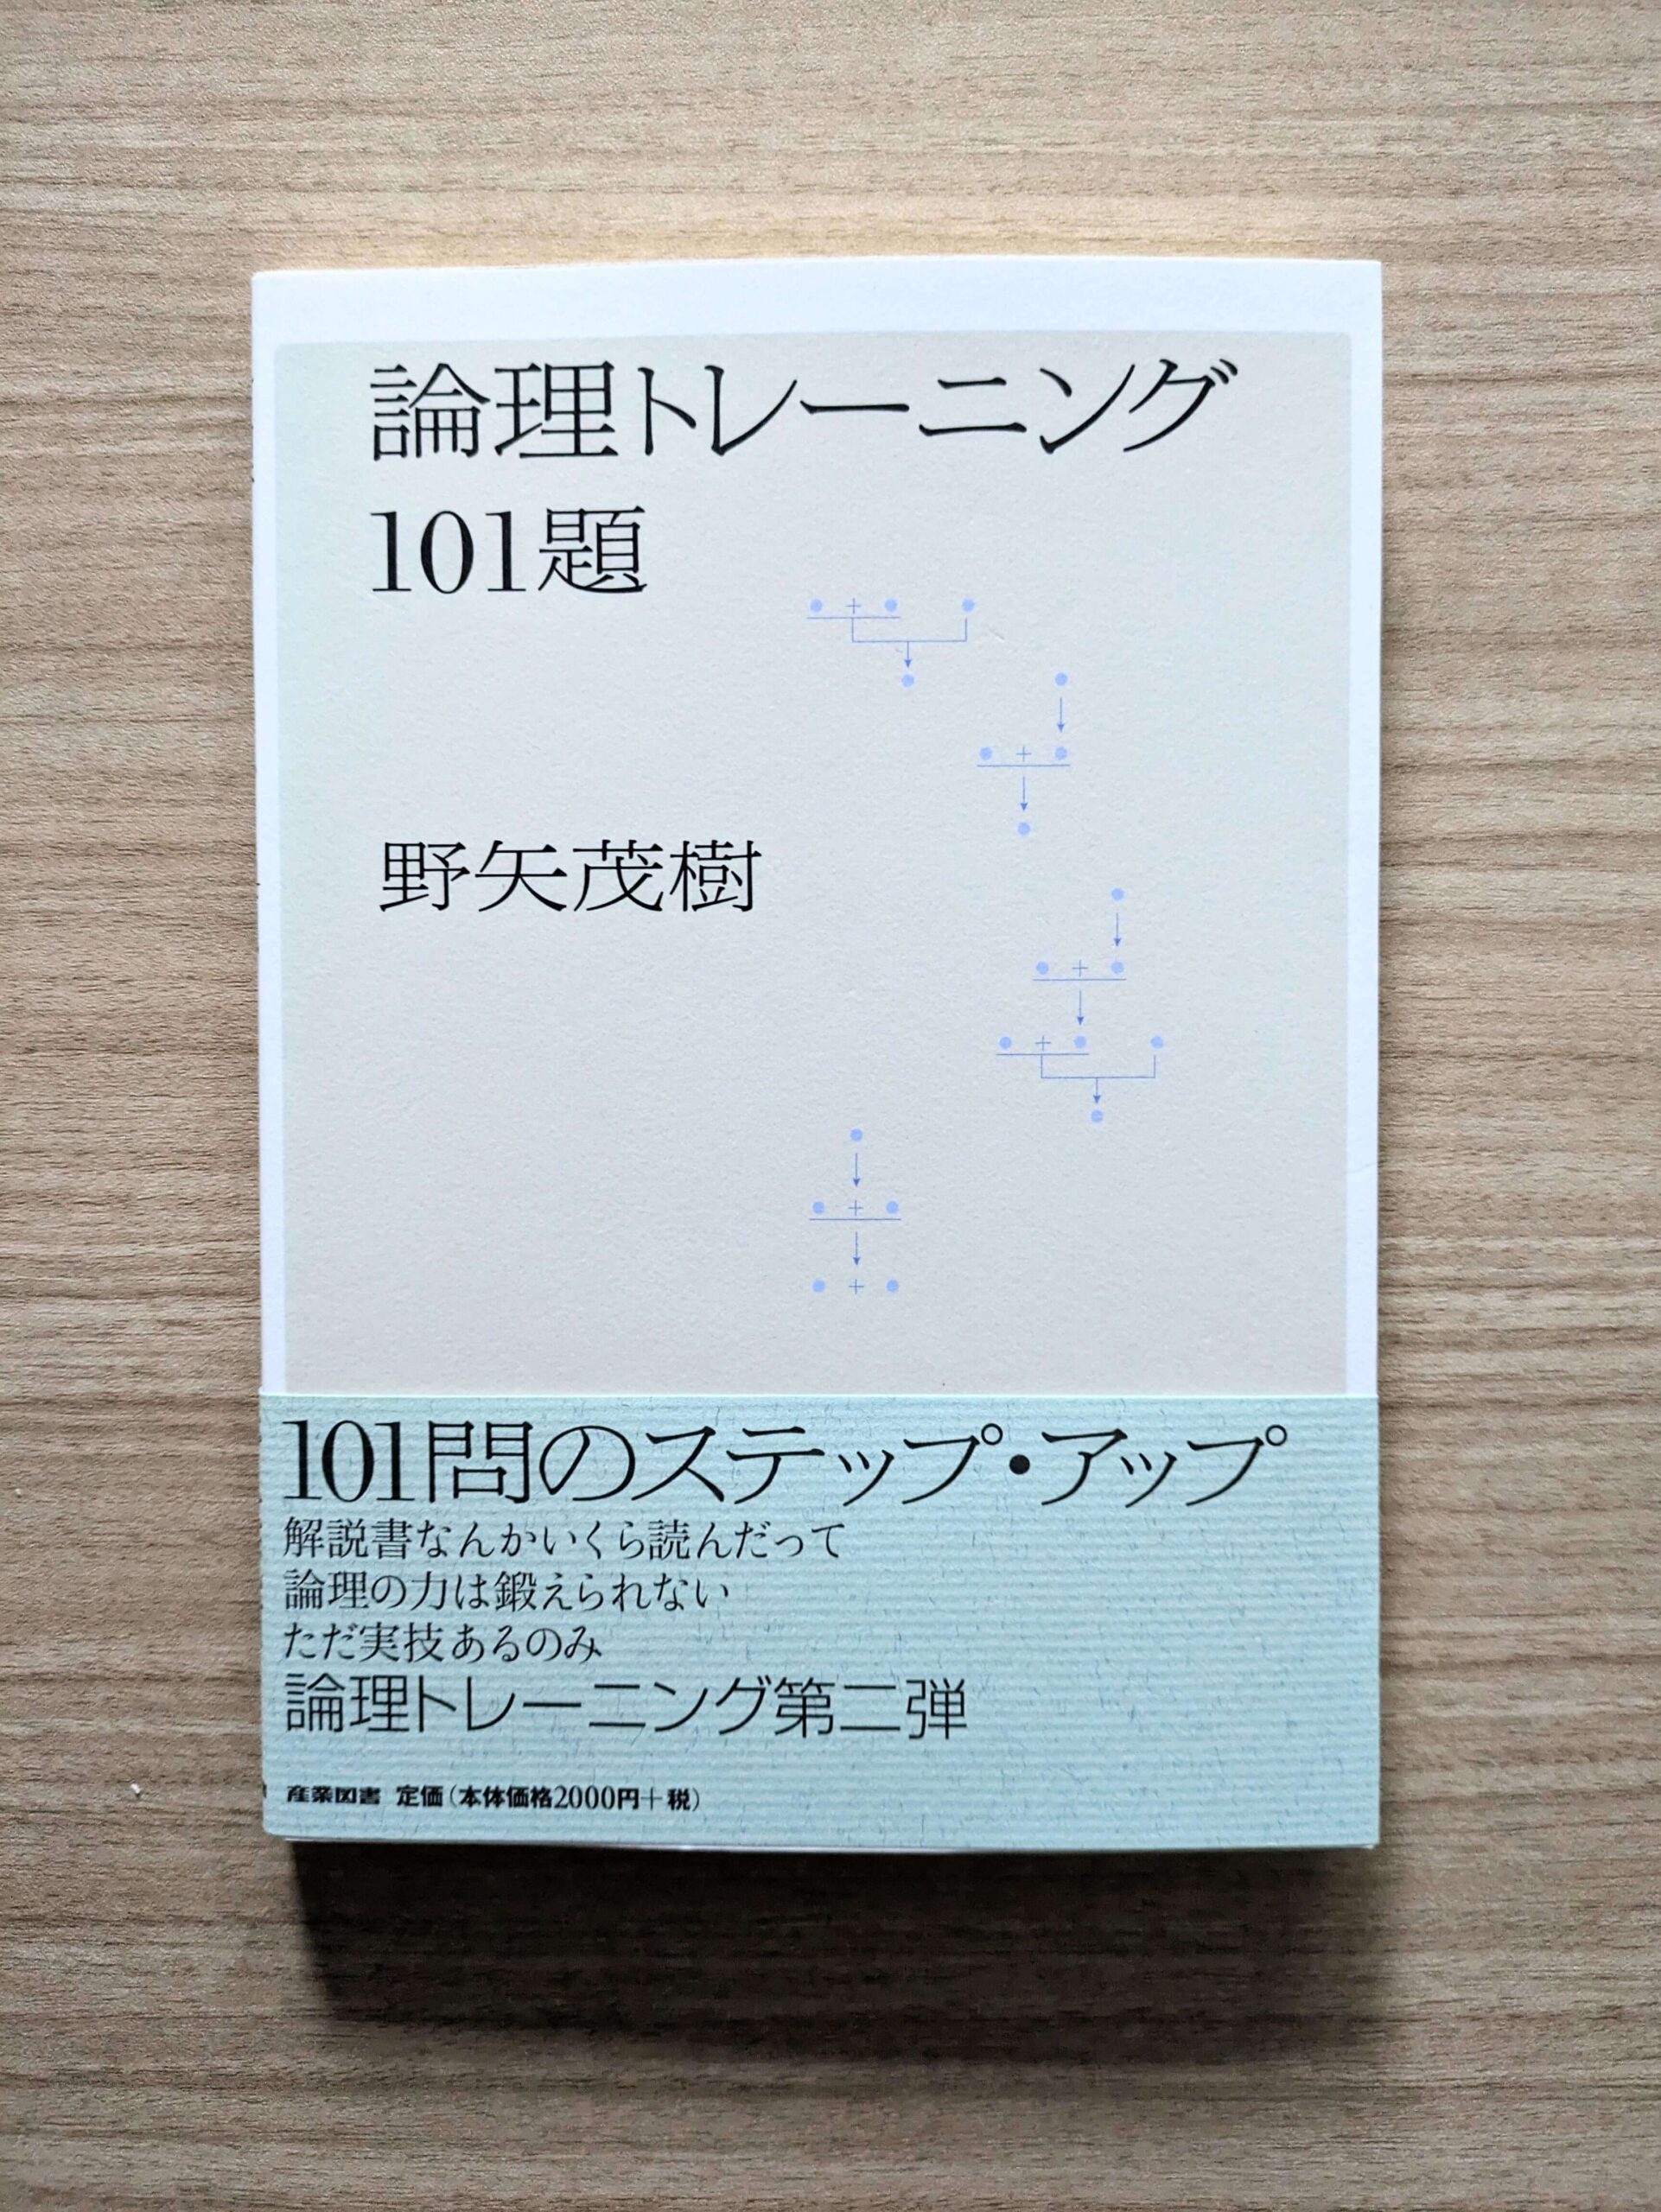 論理トレーニング
101題
野矢茂樹
101問のステップ・アップ
解説書なんかいくら読んだって
論理の力は鍛えられない
ただ実技あるのみ
論理トレーニング第二弾
産業図書 定価(本体価格2000円+税)